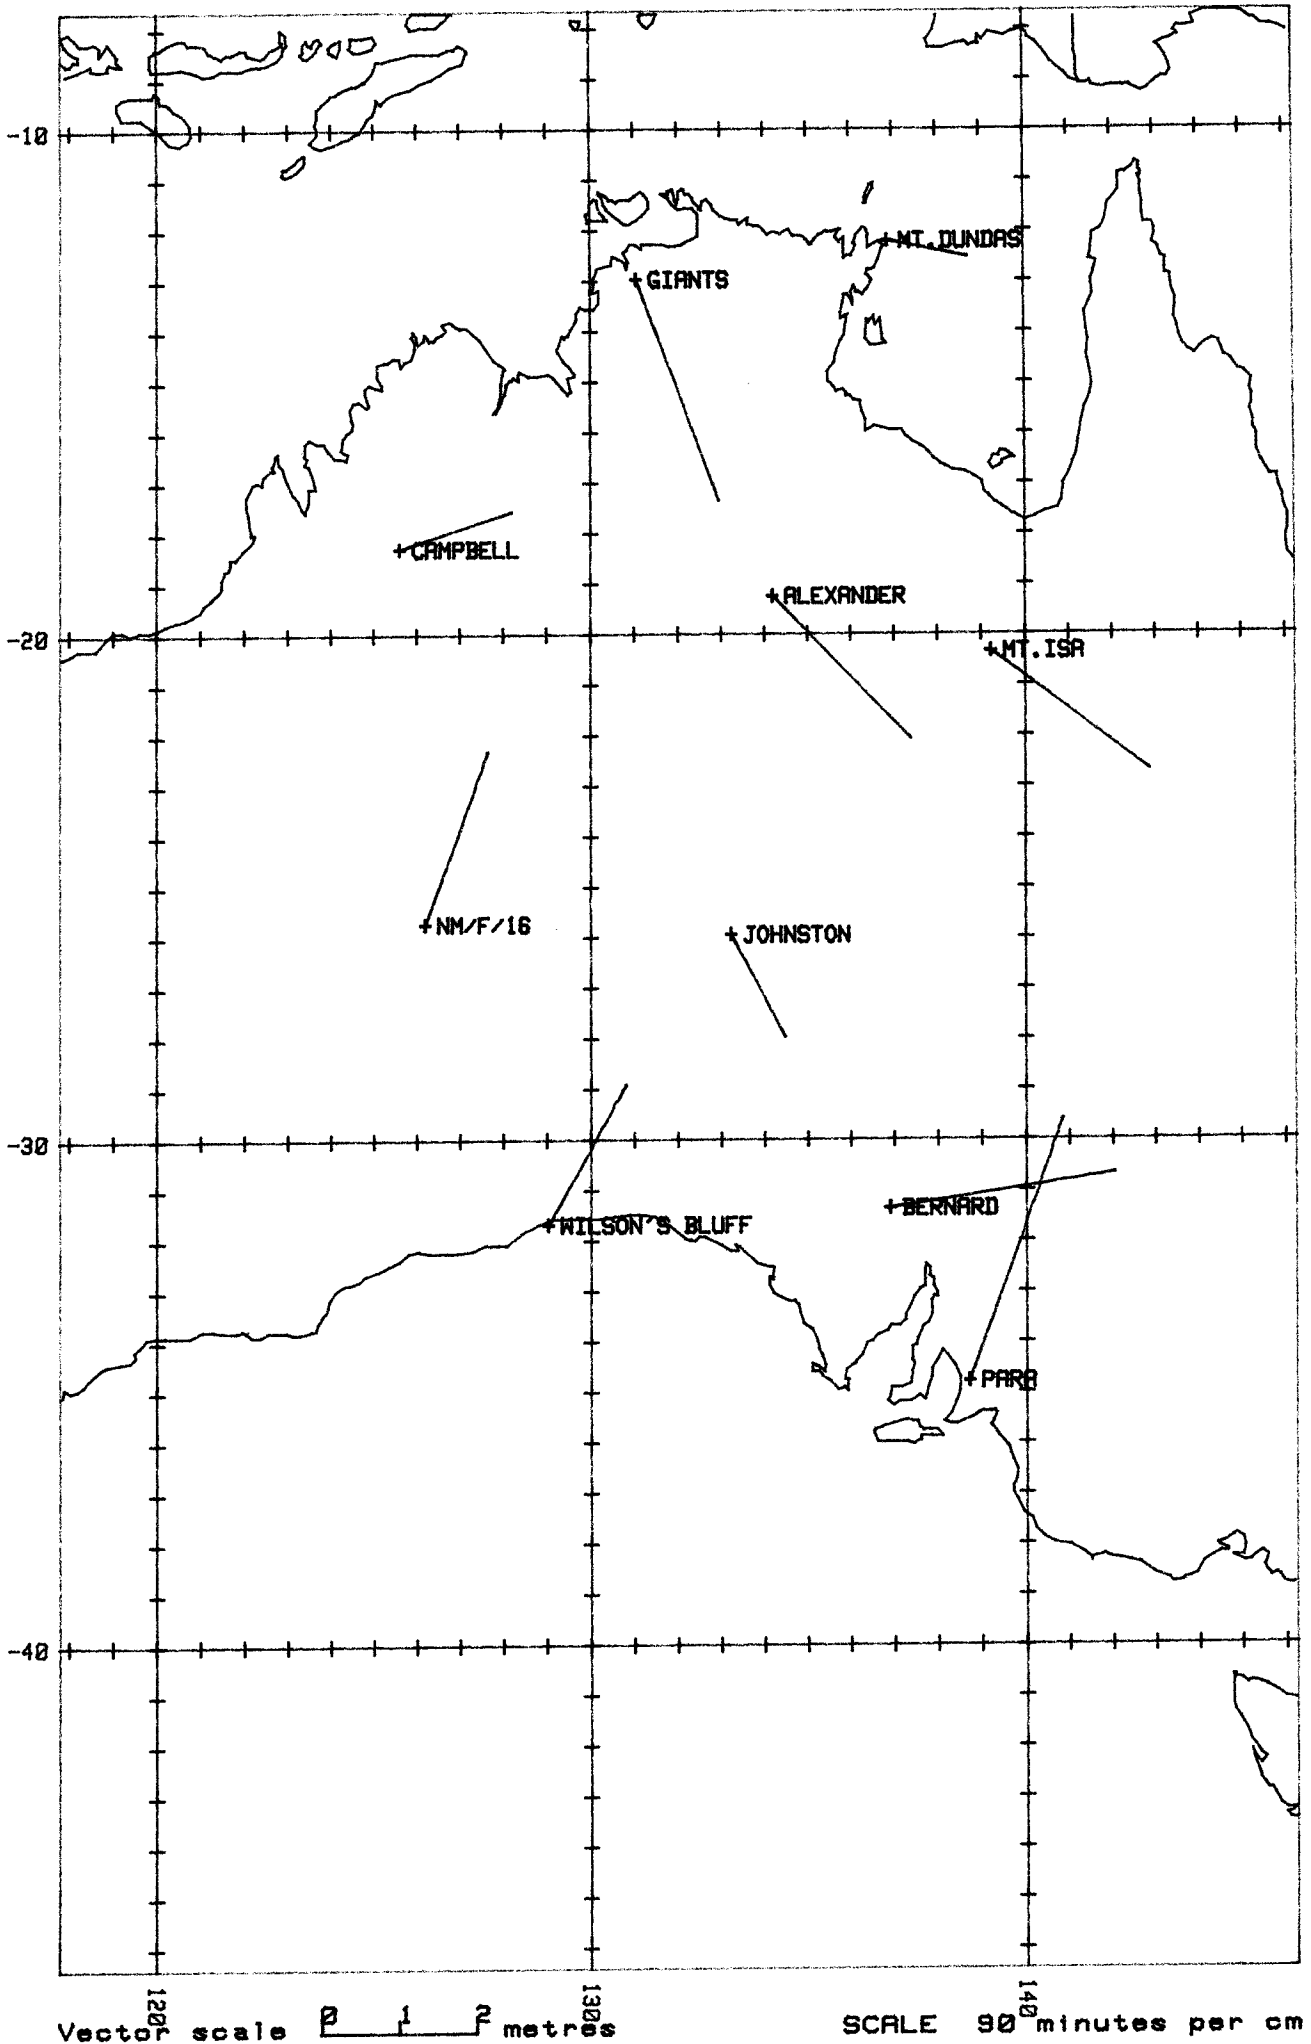 -10
MT.DUNDAS
GIANTS
CAMPBELL
ALEXANDER
-20
MT.ISA
NM/F/16
JOHNSTON
-30
BERNARD
WILSON'S BLUFF
PARA
-40
120 130 140
0 1 2
Vector scale metres SCALE 90 minutes per cm